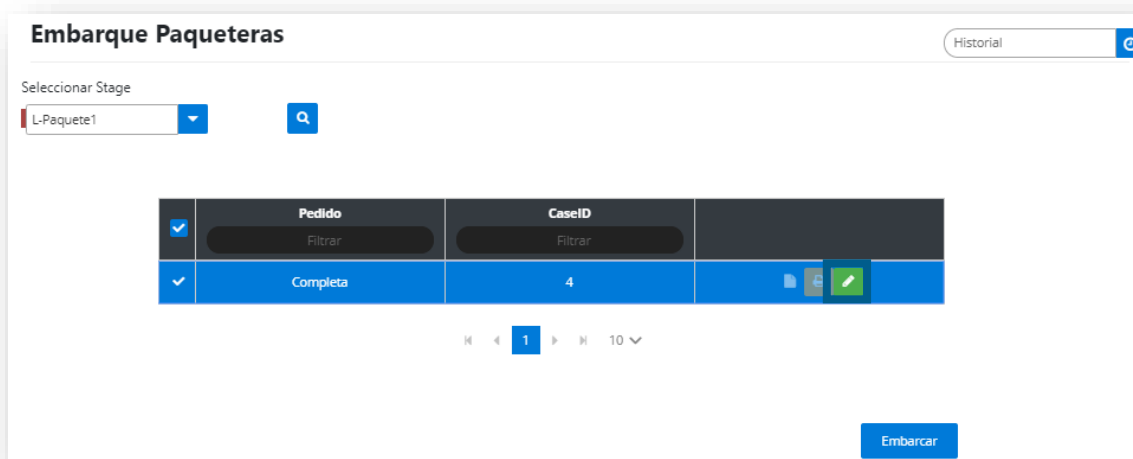 Embarque Paqueteras
Historial
Seleccionar Stage
L-Paquete1
Pedido CaseID
Filtrar Filtrar
Completa 4
1 10
Embarcar